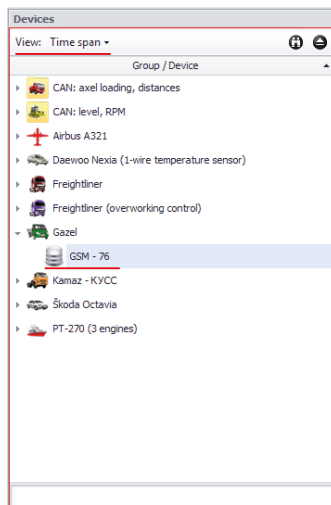 Devices
View: Time span
Group / Device
CAN: axel loading, distances
CAN: level, RPM
Airbus A321
Daewoo Nexia (1-wire temperature sensor)
Freightliner
Freightliner (overworking control)
Gazel
GSM - 76
Kamaz - КУСС
Škoda Octavia
PT-270 (3 engines)